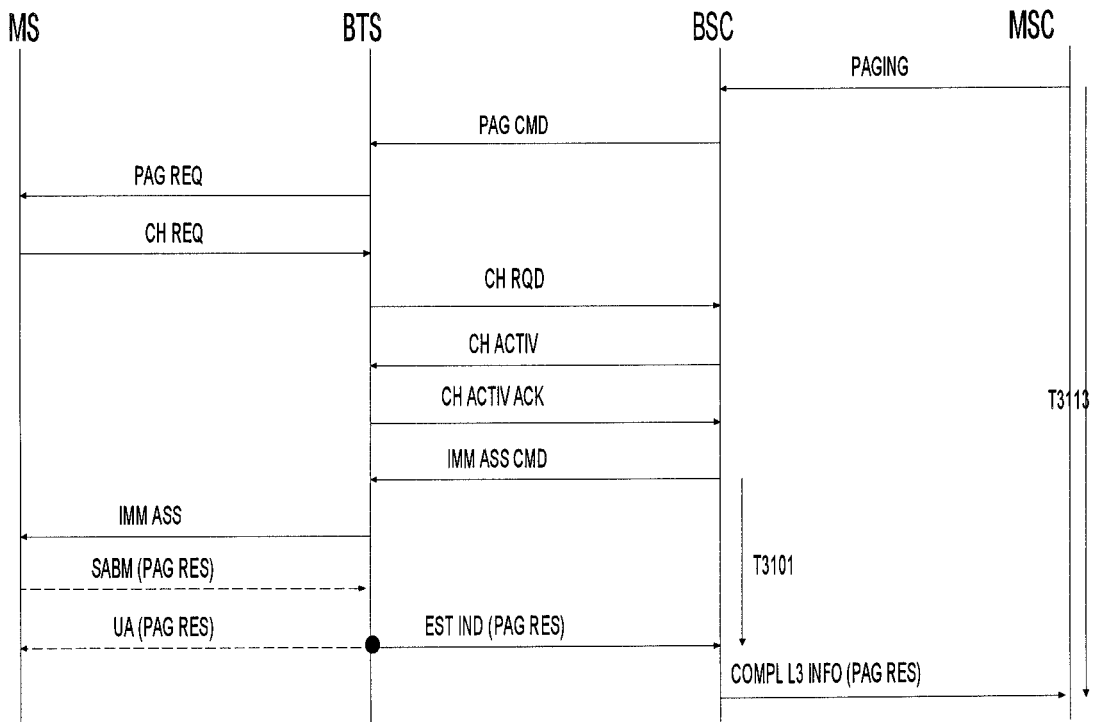 MS BTS BSC MSC
PAGING
PAG CMD
PAG REQ
CH REQ
CH RQD
CH ACTIV
CH ACTIV ACK
T3113
IMM ASS CMD
IMM ASS
T3101
SABM (PAG RES)
UA (PAG RES)
EST IND (PAG RES)
COMPL L3 INFO (PAG RES)